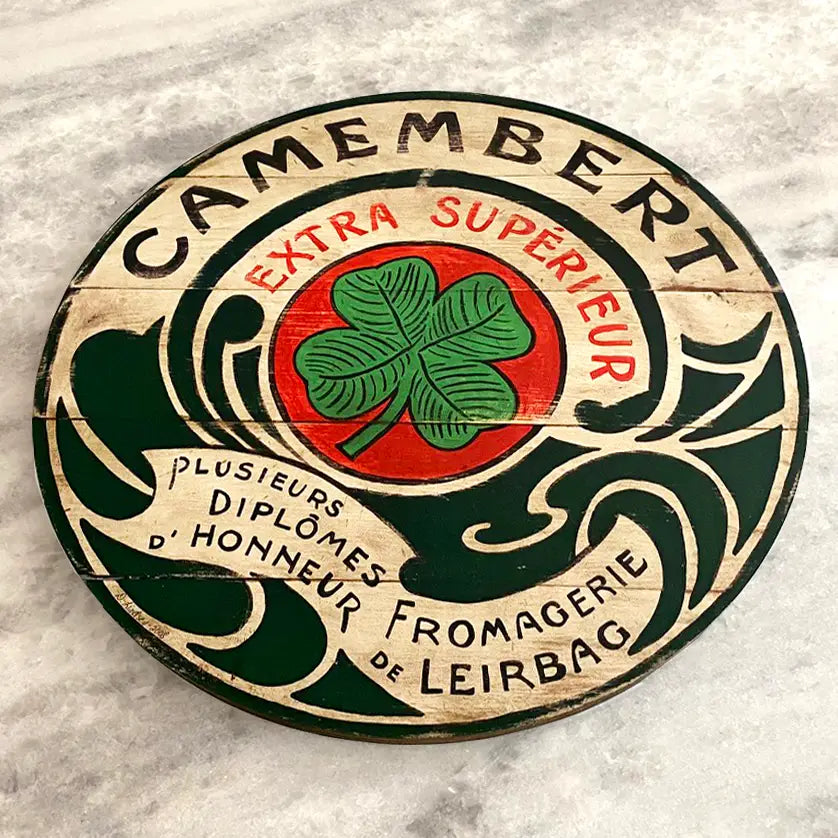 CAMEMBERT
EXTRA SUPÉRIEUR
PLUSIEURS
DIPLÔMES
D'HONNEUR
FROMAGERIE
DE LEIRBAG